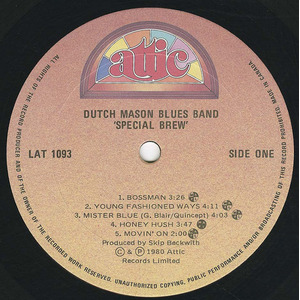 attic
DUTCH MASON BLUES BAND
'SPECIAL BREW'
LAT 1093
SIDE ONE
1. BOSSMAN 3:26
2. YOUNG FASHIONED WAYS 4:11
3. MISTER BLUE (G. Blair/Quincept) 4:03
4. HONEY HUSH 3:47
5. MOVIN' ON 2:00
Produced by Skip Beckwith
© & ℗ 1980 Attic
Records Limited
ALL RIGHTS OF THE RECORD PRODUCER AND OF THE OWNER OF THE RECORDED WORK RESERVED. UNAUTHORIZED COPYING, PUBLIC PERFORMANCE AND/OR BROADCASTING OF THIS RECORD PROHIBITED. MADE IN CANADA